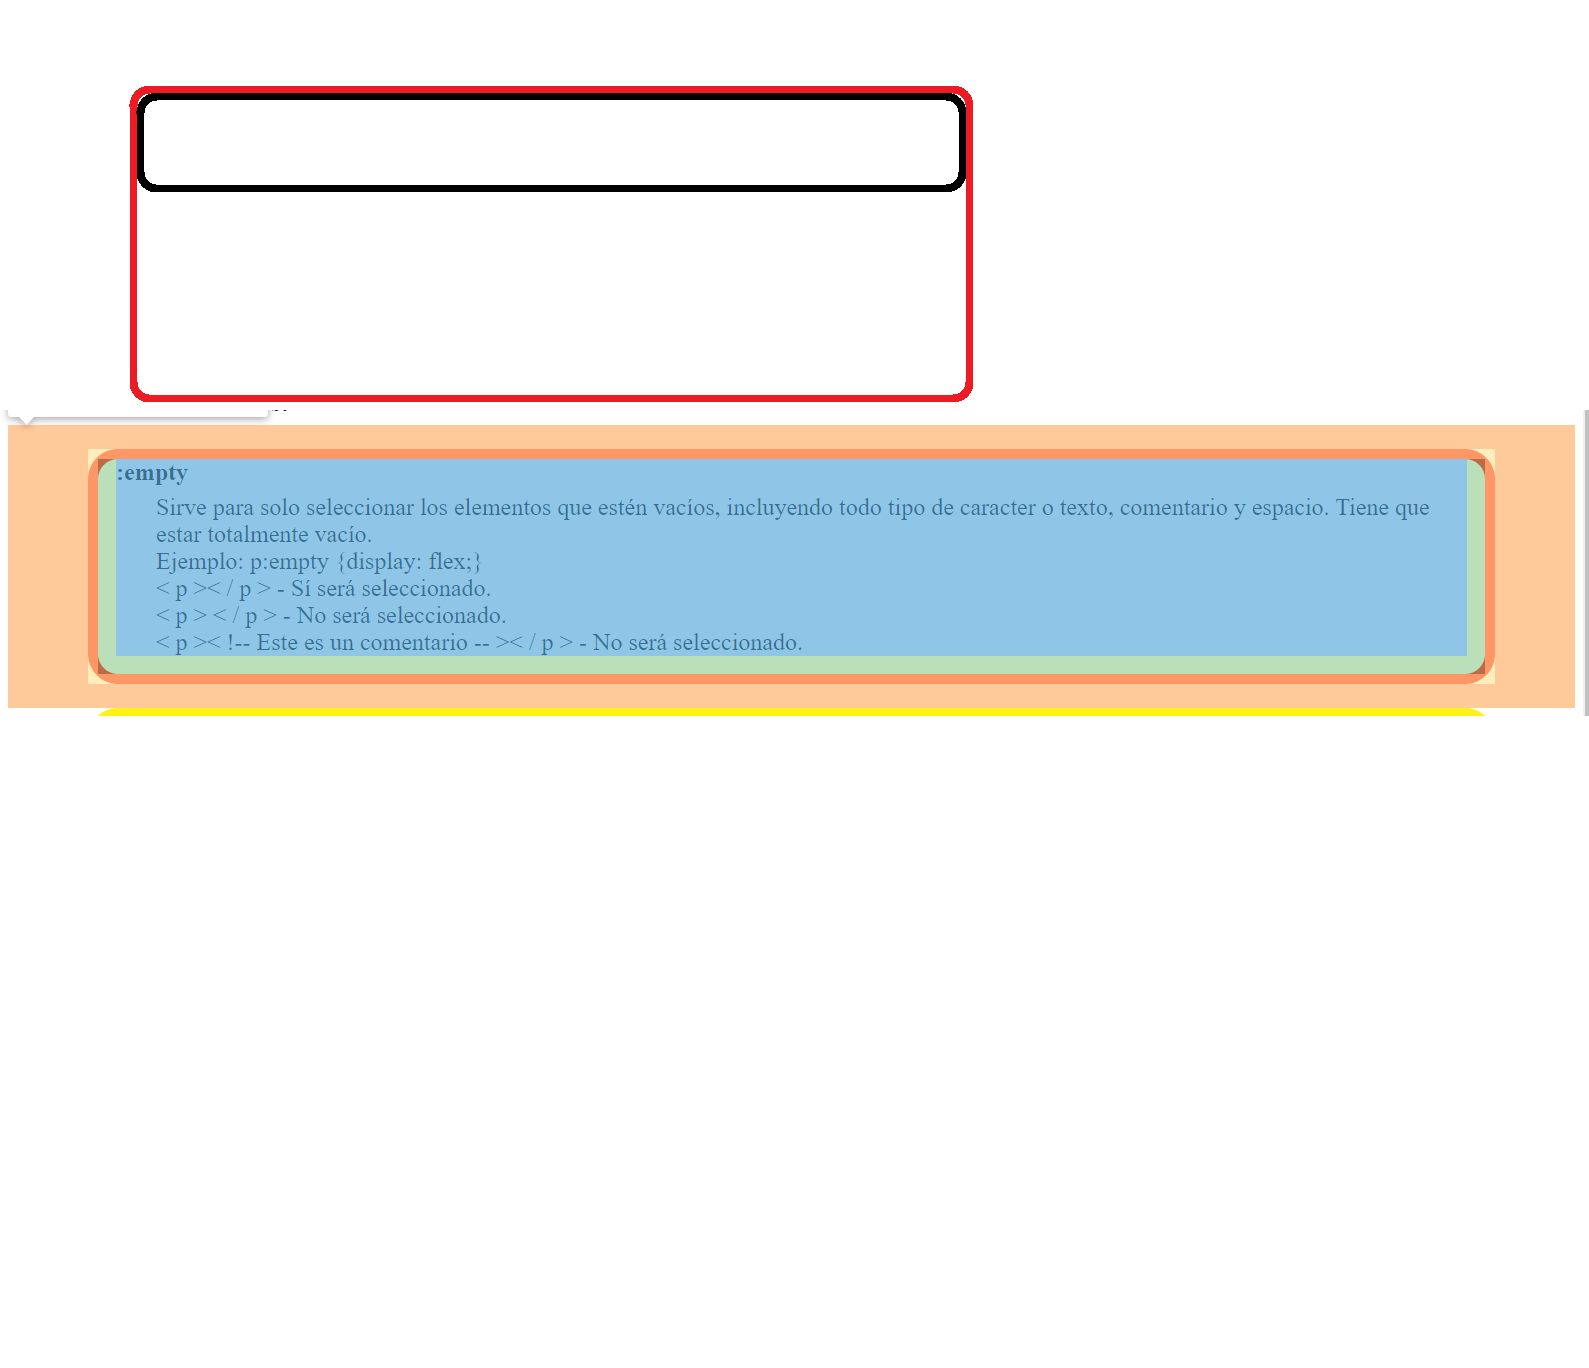 :empty
Sirve para solo seleccionar los elementos que estén vacíos, incluyendo todo tipo de caracter o texto, comentario y espacio. Tiene que
estar totalmente vacío.
Ejemplo: p:empty {display: flex;}
< p >< / p > - Sí será seleccionado.
< p > < / p > - No será seleccionado.
< p >< !-- Este es un comentario -- >< / p > - No será seleccionado.